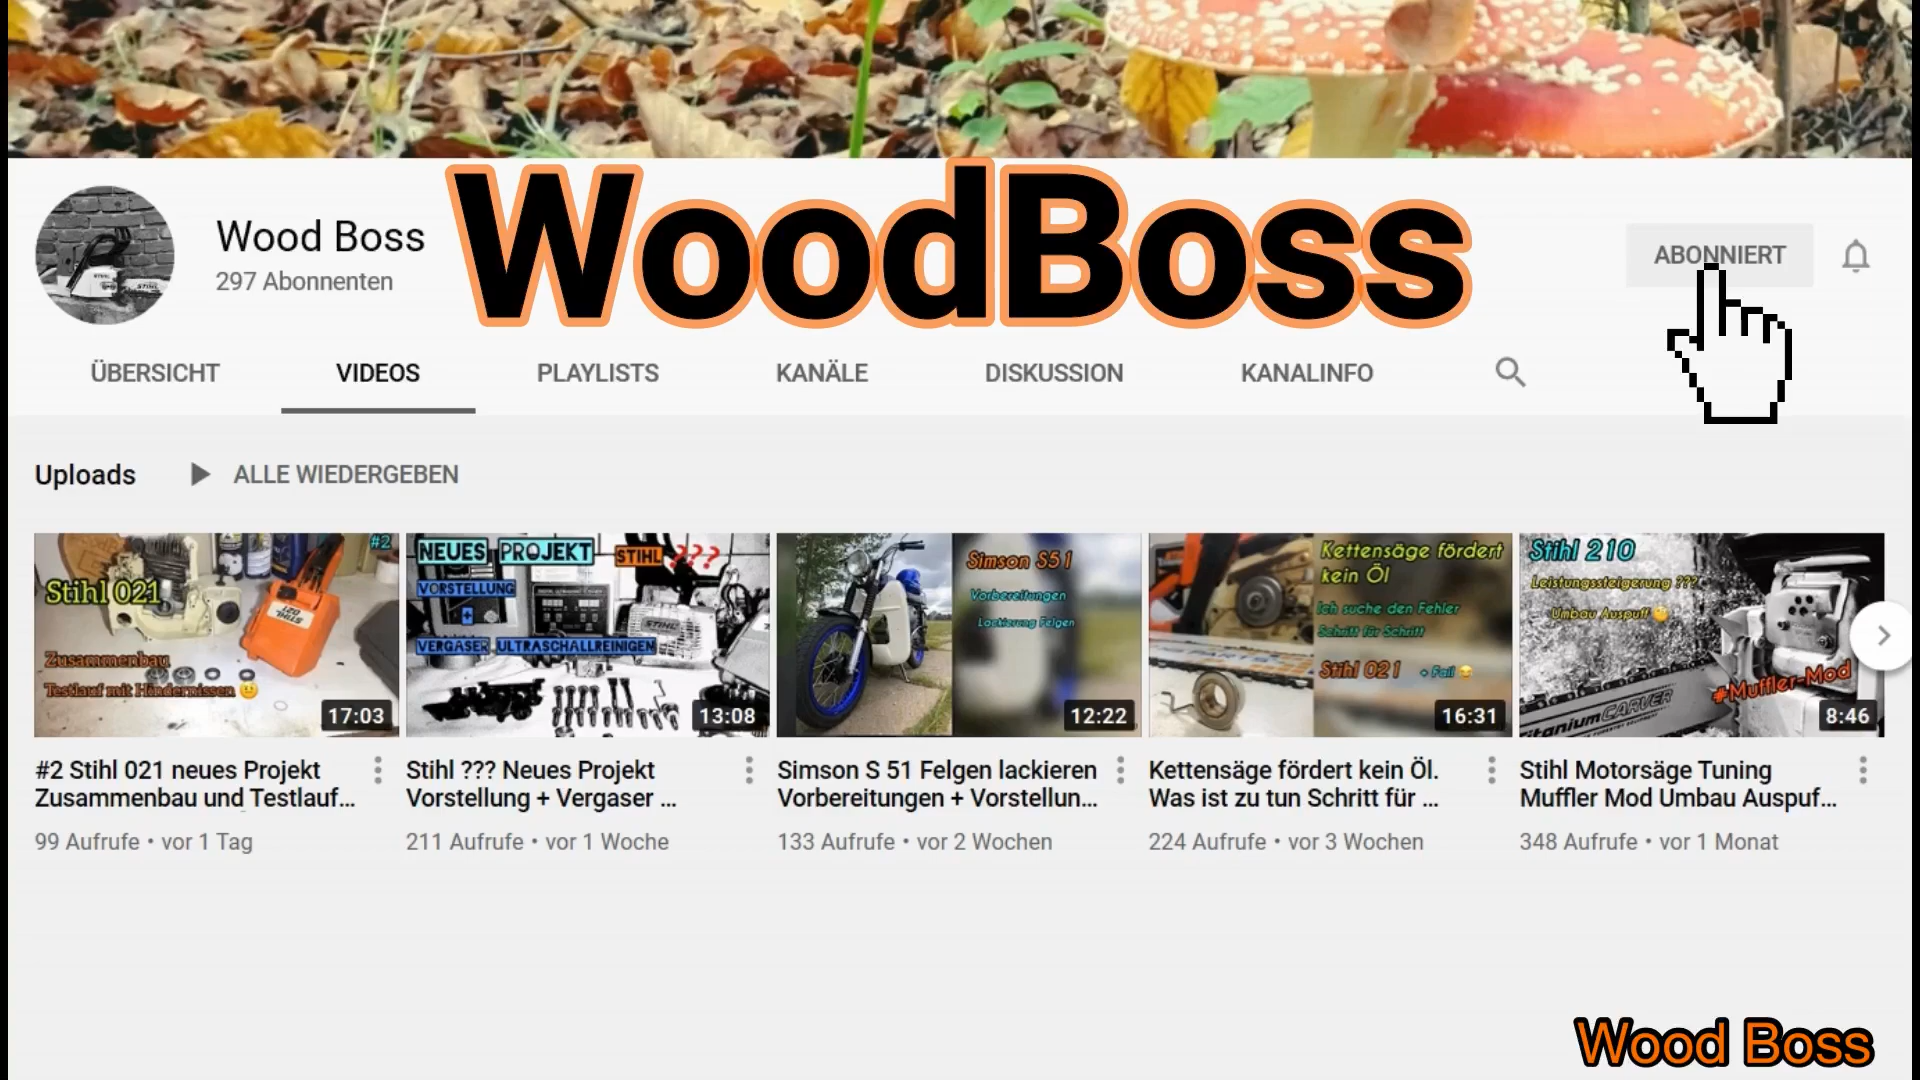 WoodBoss
Wood Boss
297 Abonnenten
ABONNIERT
ÜBERSICHT
VIDEOS
PLAYLISTS
KANÄLE
DISKUSSION
KANALINFO
Uploads
ALLE WIEDERGEBEN
#2
Stihl 021
Zusammenbau
Testlauf mit Hindernissen
17:03
#2 Stihl 021 neues Projekt
Zusammenbau und Testlauf...
99 Aufrufe • vor 1 Tag
NEUES PROJEKT STIHL ???
VORSTELLUNG
+
VERGASER ULTRASCHALLREINIGEN
STIHL
13:08
Stihl ??? Neues Projekt
Vorstellung + Vergaser ...
211 Aufrufe • vor 1 Woche
Simson S51
Vorbereitungen
Lackierung Felgen
12:22
Simson S 51 Felgen lackieren
Vorbereitungen + Vorstellun...
133 Aufrufe • vor 2 Wochen
Kettensäge fördert
kein Öl
Ich suche den Fehler
Schritt für Schritt
Stihl 021 + Fail
16:31
Kettensäge fördert kein Öl.
Was ist zu tun Schritt für ...
224 Aufrufe • vor 3 Wochen
Stihl 210
Leistungssteigerung ???
Umbau Auspuff
#Muffler-Mod
TitaniumCARVER
8:46
Stihl Motorsäge Tuning
Muffler Mod Umbau Auspuf...
348 Aufrufe • vor 1 Monat
Wood Boss